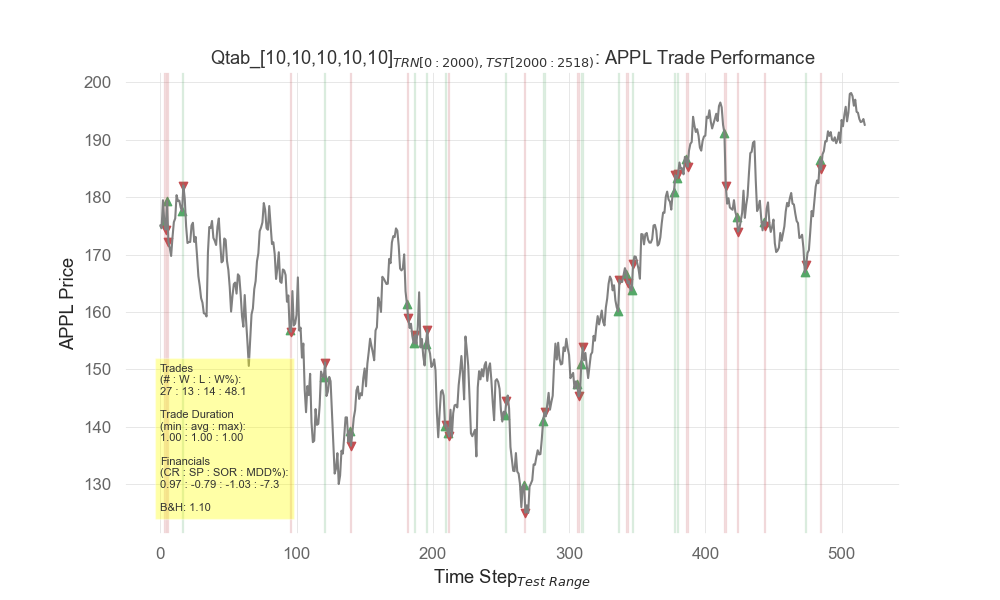 Qtab_[10,10,10,10,10]TRN[0 : 2000), TST[2000 : 2518): APPL Trade Performance
200
190
180
170
160
150
140
130
APPL Price
Trades
(# : W : L : W%):
27 : 13 : 14 : 48.1
Trade Duration
(min : avg : max):
1.00 : 1.00 : 1.00
Financials
(CR : SP : SOR : MDD%):
0.97 : -0.79 : -1.03 : -7.3
B&H: 1.10
0 100 200 300 400 500
Time Step Test Range